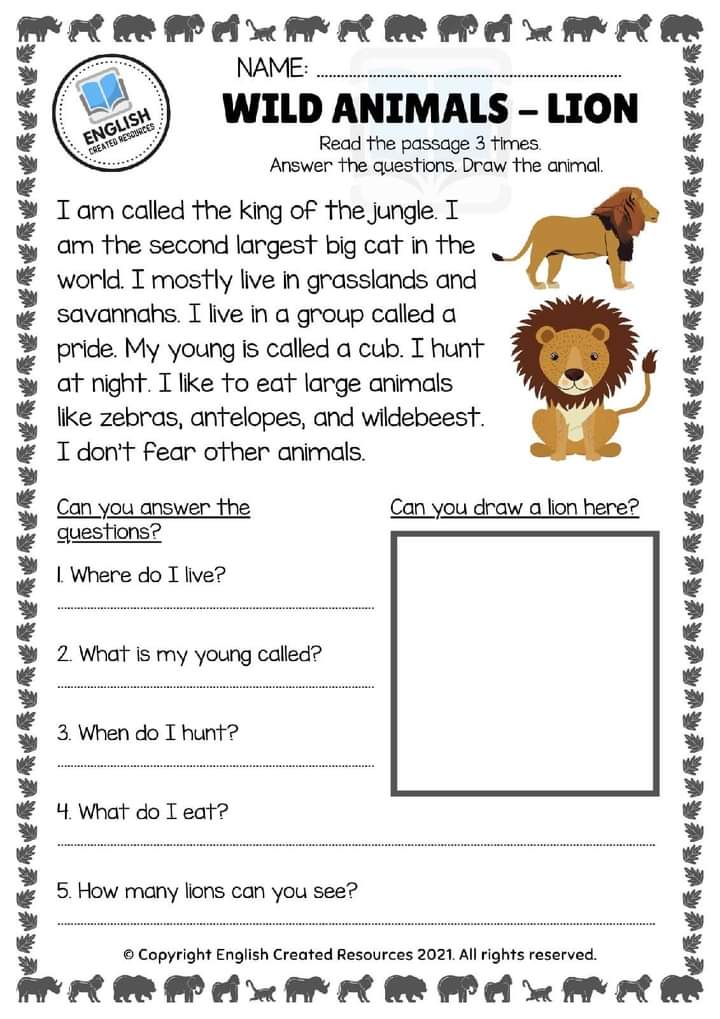 NAME: ................................................................
ENGLISH
CREATED RESOURCES
WILD ANIMALS – LION
Read the passage 3 times.
Answer the questions. Draw the animal.
I am called the king of the jungle. I
am the second largest big cat in the
world. I mostly live in grasslands and
savannahs. I live in a group called a
pride. My young is called a cub. I hunt
at night. I like to eat large animals
like zebras, antelopes, and wildebeest.
I don't fear other animals.
Can you answer the
questions?
1. Where do I live?
2. What is my young called?
3. When do I hunt?
4. What do I eat?
5. How many lions can you see?
Can you draw a lion here?
© Copyright English Created Resources 2021. All rights reserved.